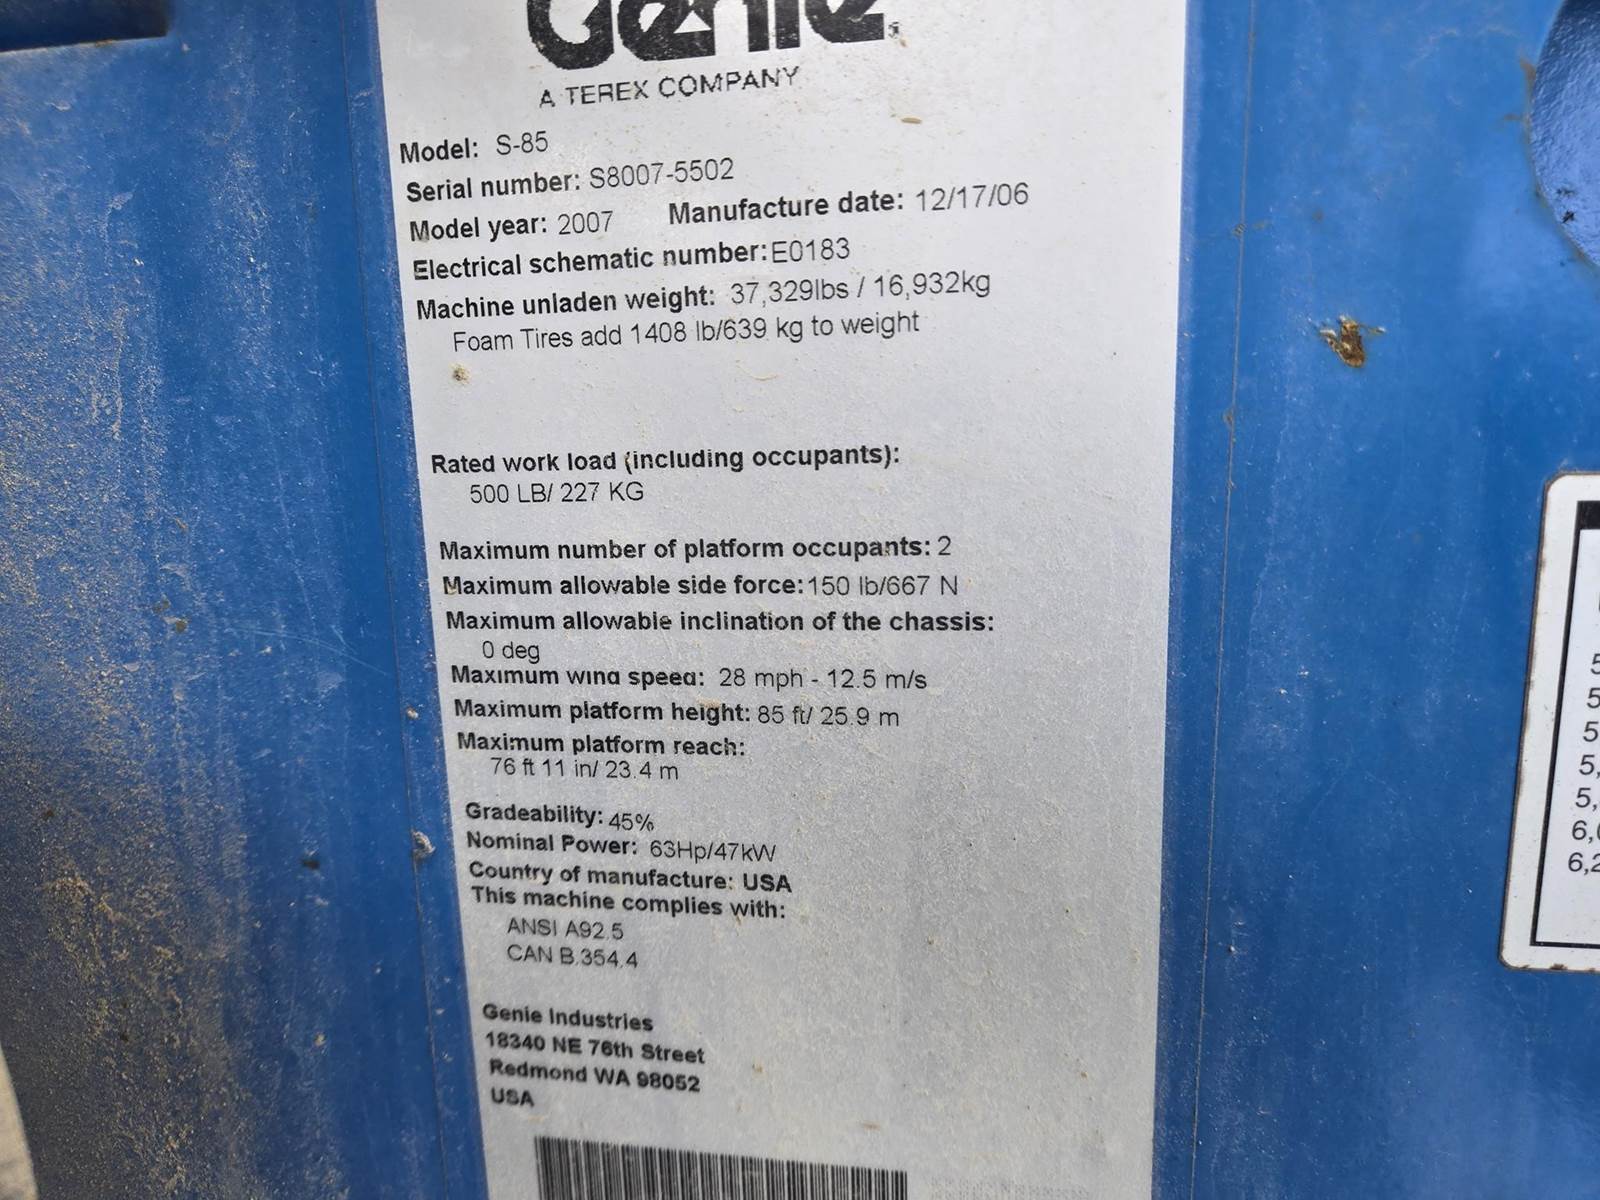 Genie
A TEREX COMPANY
Model: S-85
Serial number: S8007-5502
Model year: 2007 Manufacture date: 12/17/06
Electrical schematic number: E0183
Machine unladen weight: 37,329lbs / 16,932kg
Foam Tires add 1408 lb/639 kg to weight
Rated work load (including occupants):
500 LB/ 227 KG
Maximum number of platform occupants: 2
Maximum allowable side force: 150 lb/667 N
Maximum allowable inclination of the chassis:
0 deg
Maximum wind speed: 28 mph - 12.5 m/s
Maximum platform height: 85 ft/ 25.9 m
Maximum platform reach:
76 ft 11 in/ 23.4 m
Gradeability: 45%
Nominal Power: 63Hp/47kW
Country of manufacture: USA
This machine complies with:
ANSI A92.5
CAN B.354.4
Genie Industries
18340 NE 76th Street
Redmond WA 98052
USA